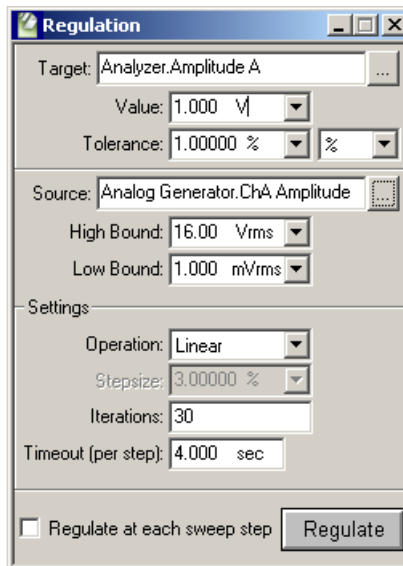 Regulation
Target: Analyzer.Amplitude A ...
Value: 1.000 V
Tolerance: 1.00000 % %
Source: Analog Generator.ChA Amplitude ...
High Bound: 16.00 Vrms
Low Bound: 1.000 mVrms
Settings
Operation: Linear
Stepsize: 3.00000 %
Iterations: 30
Timeout (per step): 4.000 sec
Regulate at each sweep step Regulate